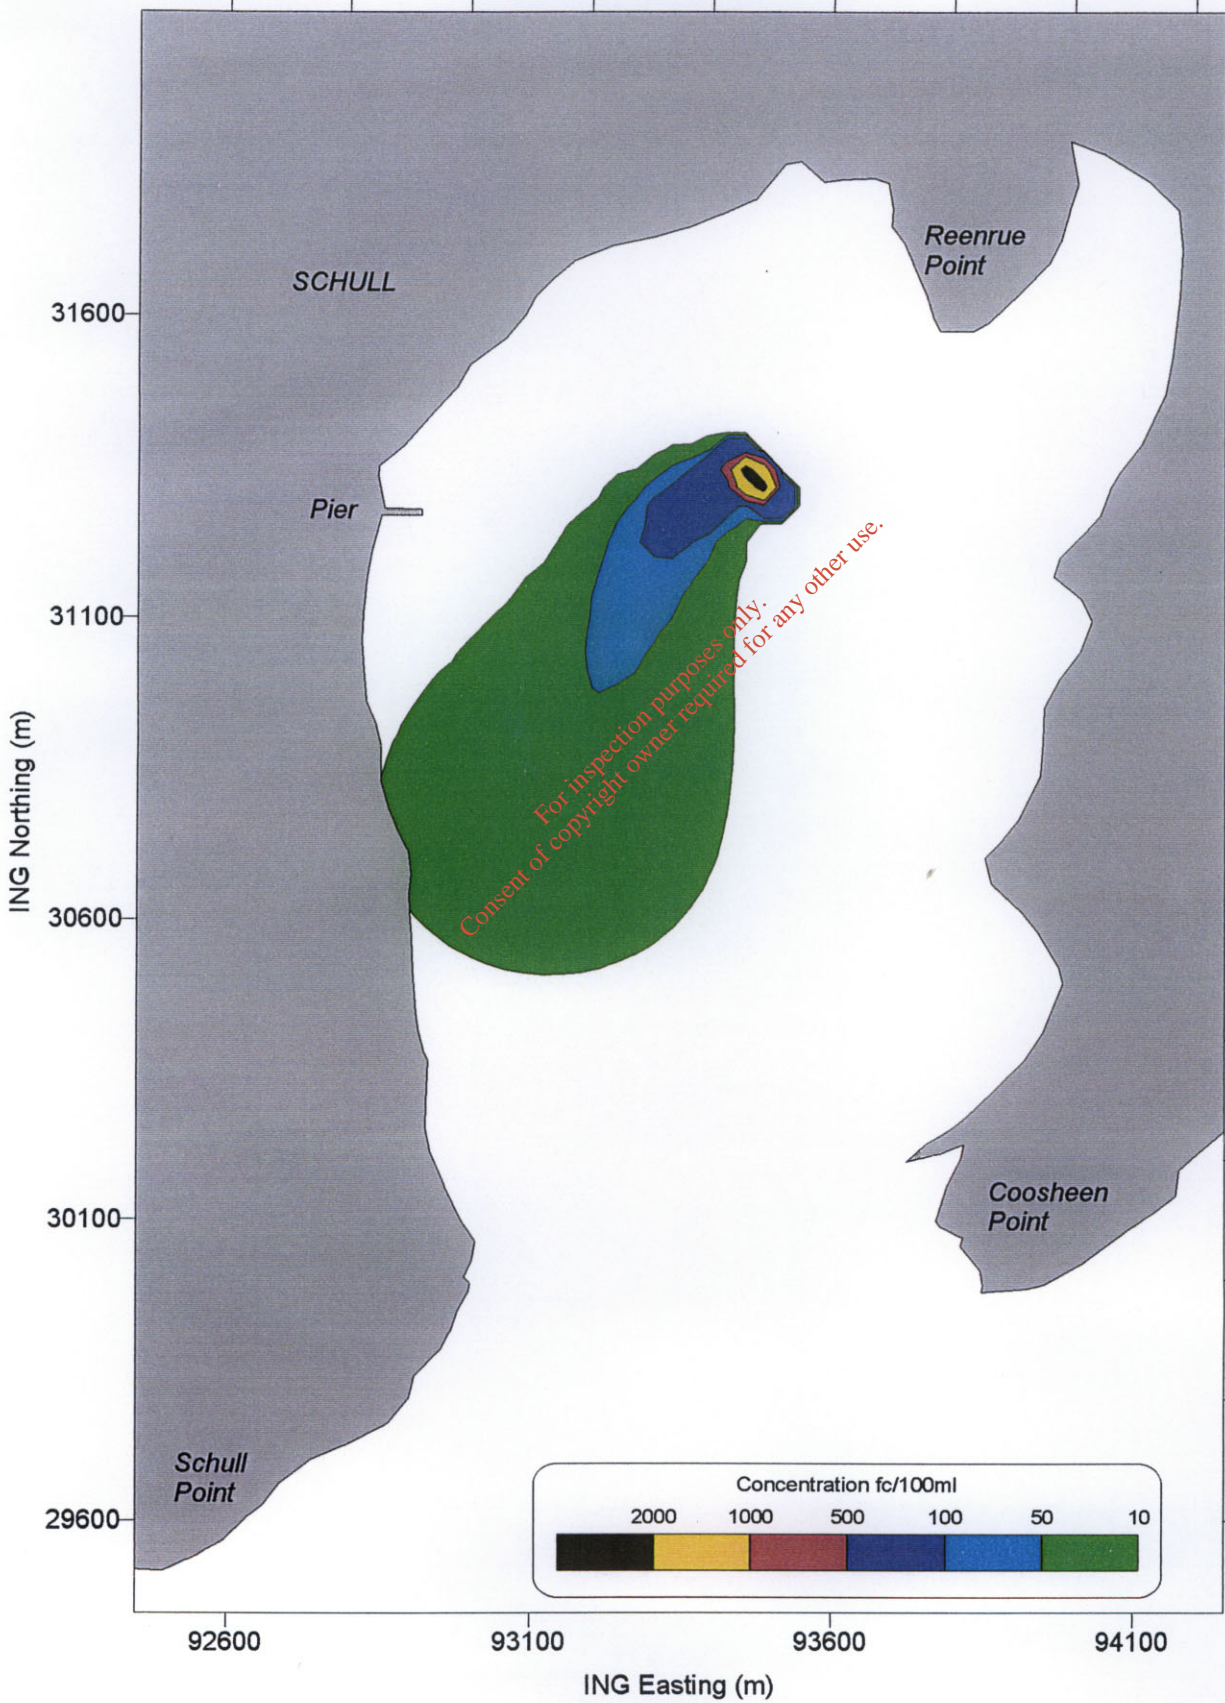 SCHULL
Reenrue
Point
31600
Pier
31100
For inspection purposes only.
Consent of copyright owner required for any other use.
ING Northing (m)
30600
30100
Coosheen
Point
Schull
Point
29600
Concentration fc/100ml
2000 1000 500 100 50 10
92600 93100 93600 94100
ING Easting (m)